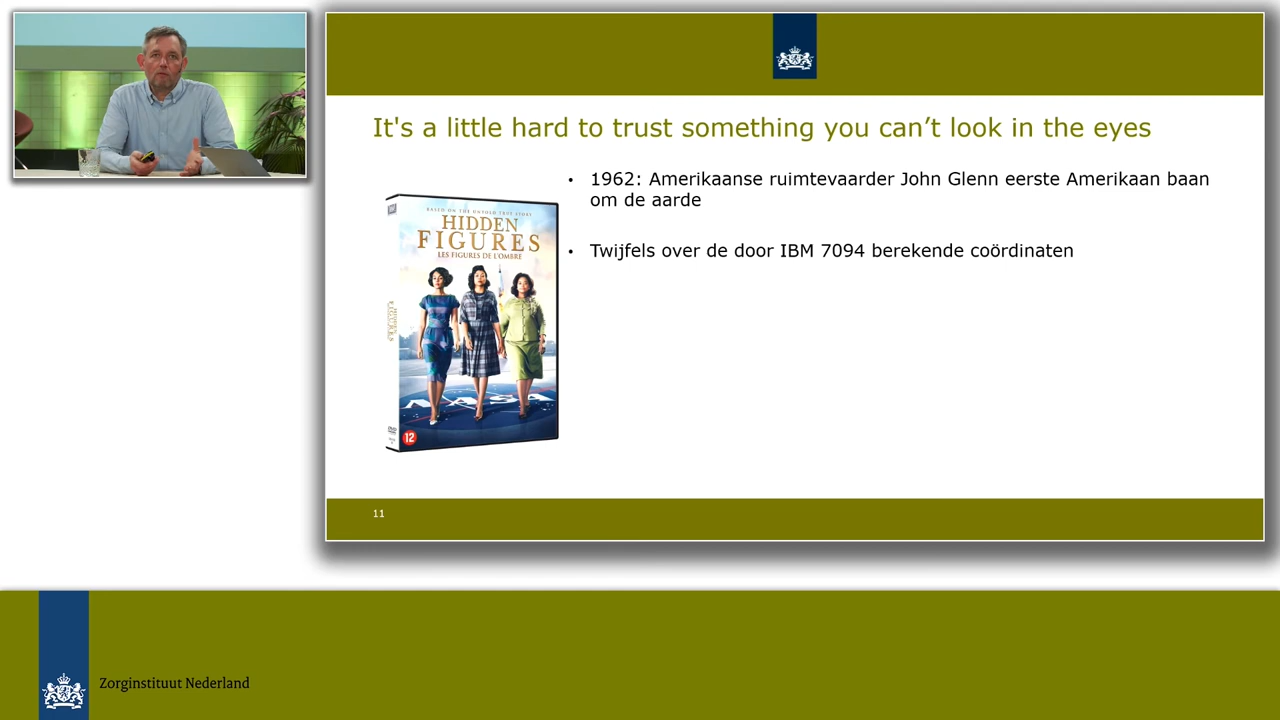 It's a little hard to trust something you can’t look in the eyes
• 1962: Amerikaanse ruimtevaarder John Glenn eerste Amerikaan baan
om de aarde
• Twijfels over de door IBM 7094 berekende coördinaten
BASED ON THE UNTOLD TRUE STORY
HIDDEN
FIGURES
LES FIGURES DE L'OMBRE
NASA
12
11
Zorginstituut Nederland